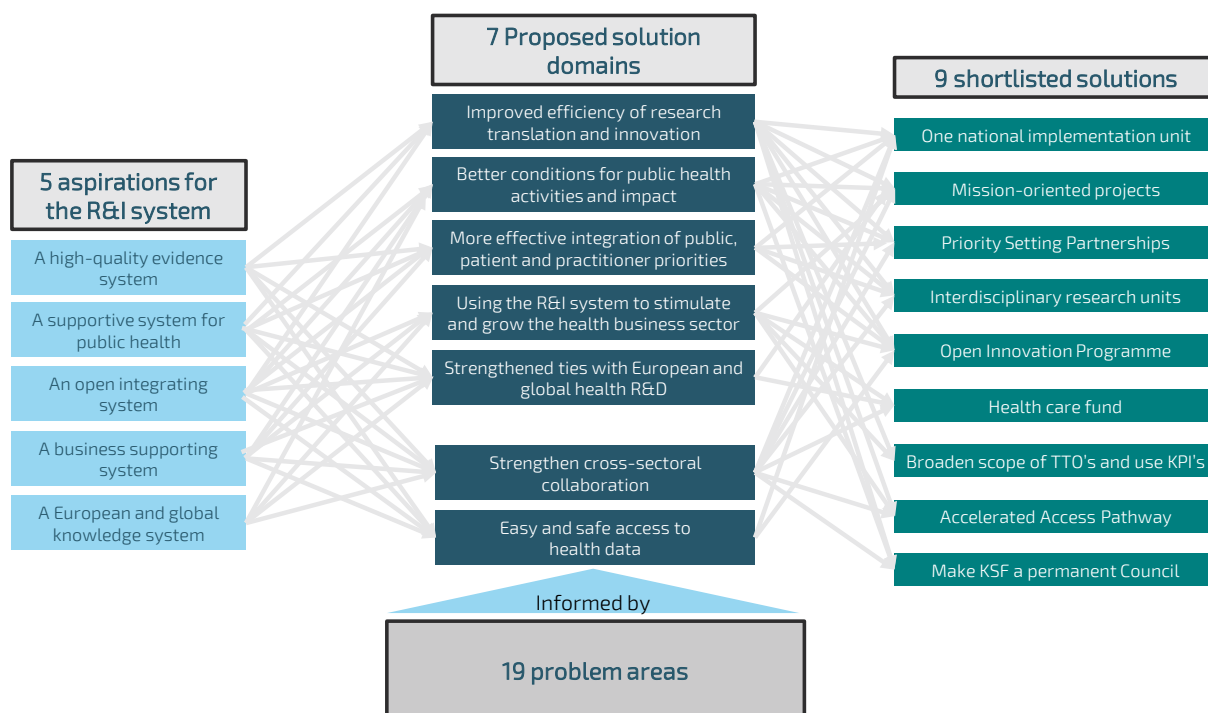 5 aspirations for
the R&I system
A high-quality evidence
system
A supportive system for
public health
An open integrating
system
A business supporting
system
A European and global
knowledge system
7 Proposed solution
domains
Improved efficiency of research
translation and innovation
Better conditions for public health
activities and impact
More effective integration of public,
patient and practitioner priorities
Using the R&I system to stimulate
and grow the health business sector
Strengthened ties with European and
global health R&D
Strengthen cross-sectoral
collaboration
Easy and safe access to
health data
Informed by
19 problem areas
9 shortlisted solutions
One national implementation unit
Mission-oriented projects
Priority Setting Partnerships
Interdisciplinary research units
Open Innovation Programme
Health care fund
Broaden scope of TTO's and use KPI's
Accelerated Access Pathway
Make KSF a permanent Council